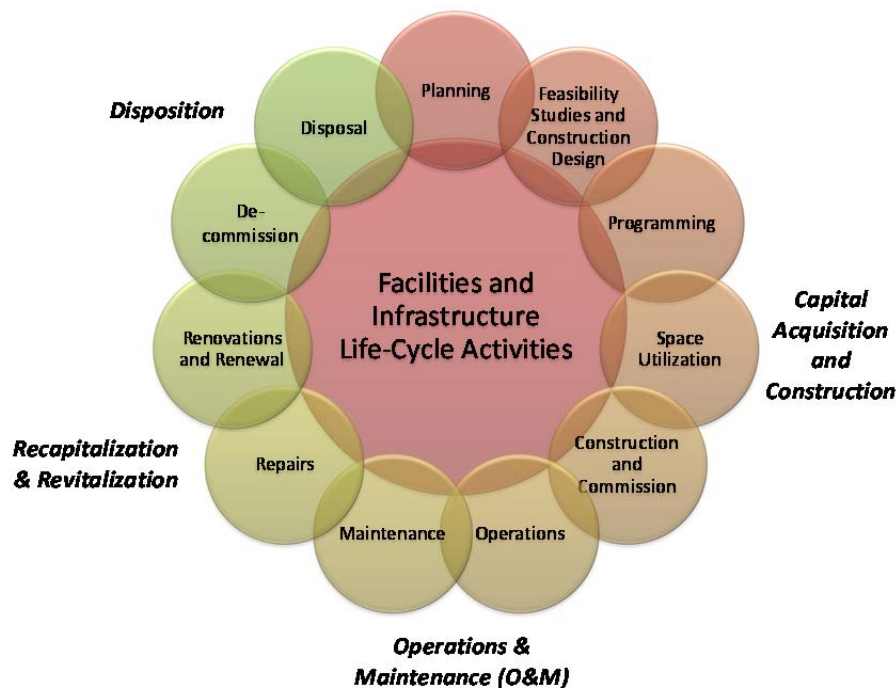 Planning
Feasibility
Studies and
Construction
Design
Programming
Space
Utilization
Construction
and
Commission
Operations
Maintenance
Repairs
Renovations
and Renewal
De-
commission
Disposal
Facilities and
Infrastructure
Life-Cycle Activities
Disposition
Capital
Acquisition
and
Construction
Recapitalization
& Revitalization
Operations &
Maintenance (O&M)